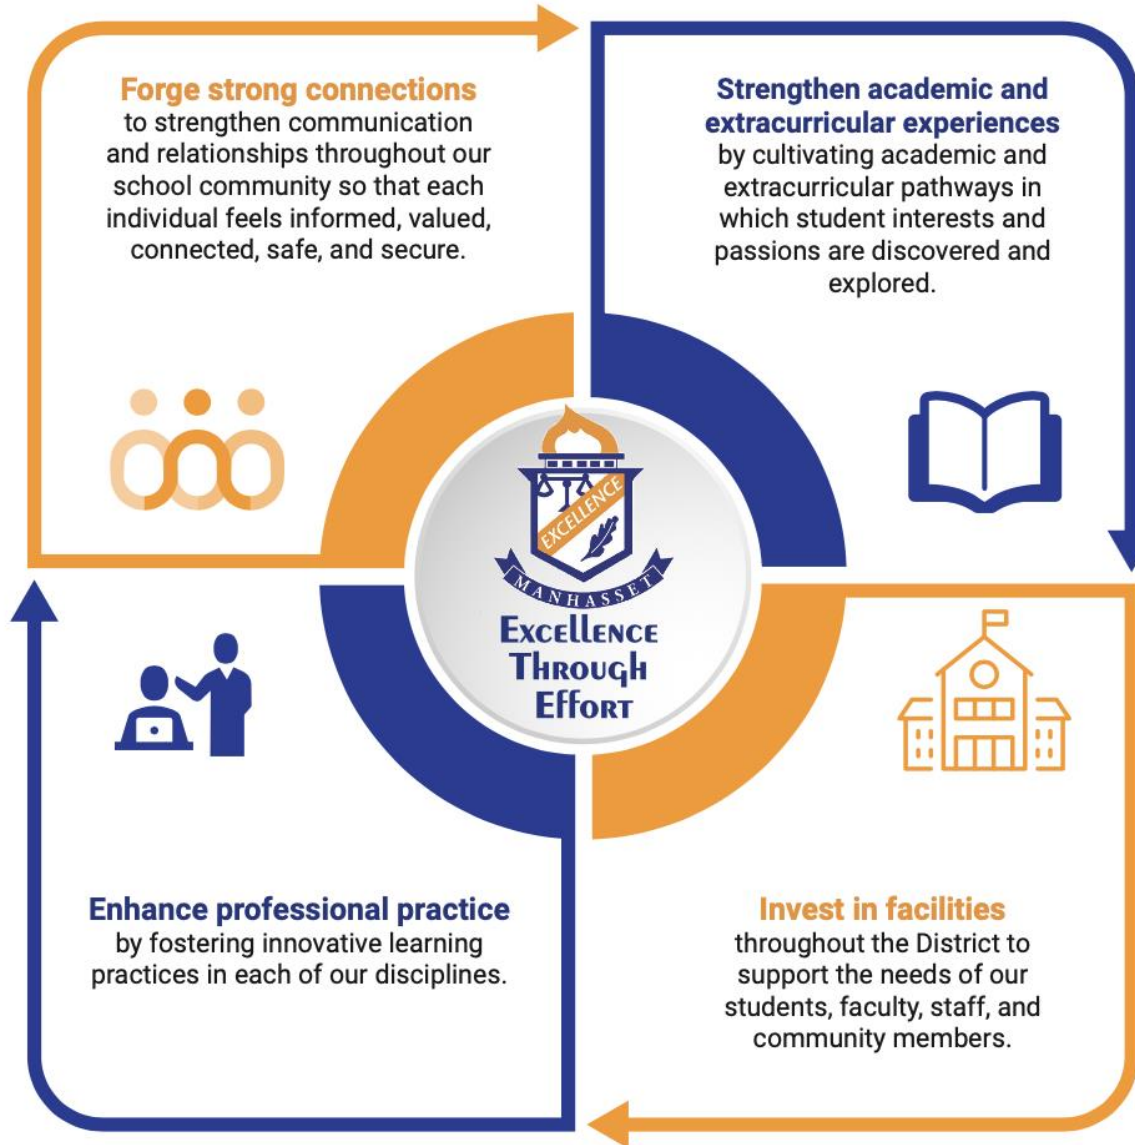 Forge strong connections
to strengthen communication
and relationships throughout our
school community so that each
individual feels informed, valued,
connected, safe, and secure.
Strengthen academic and
extracurricular experiences
by cultivating academic and
extracurricular pathways in
which student interests and
passions are discovered and
explored.
EXCELLENCE
MANHASSET
Excellence
Through
Effort
Enhance professional practice
by fostering innovative learning
practices in each of our disciplines.
Invest in facilities
throughout the District to
support the needs of our
students, faculty, staff, and
community members.